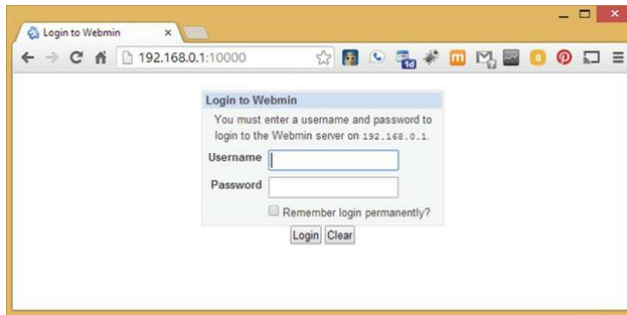 Login to Webmin
192.168.0.1:10000
1d
Login to Webmin
You must enter a username and password to
login to the Webmin server on 192.168.0.1.
Username
Password
Remember login permanently?
Login Clear